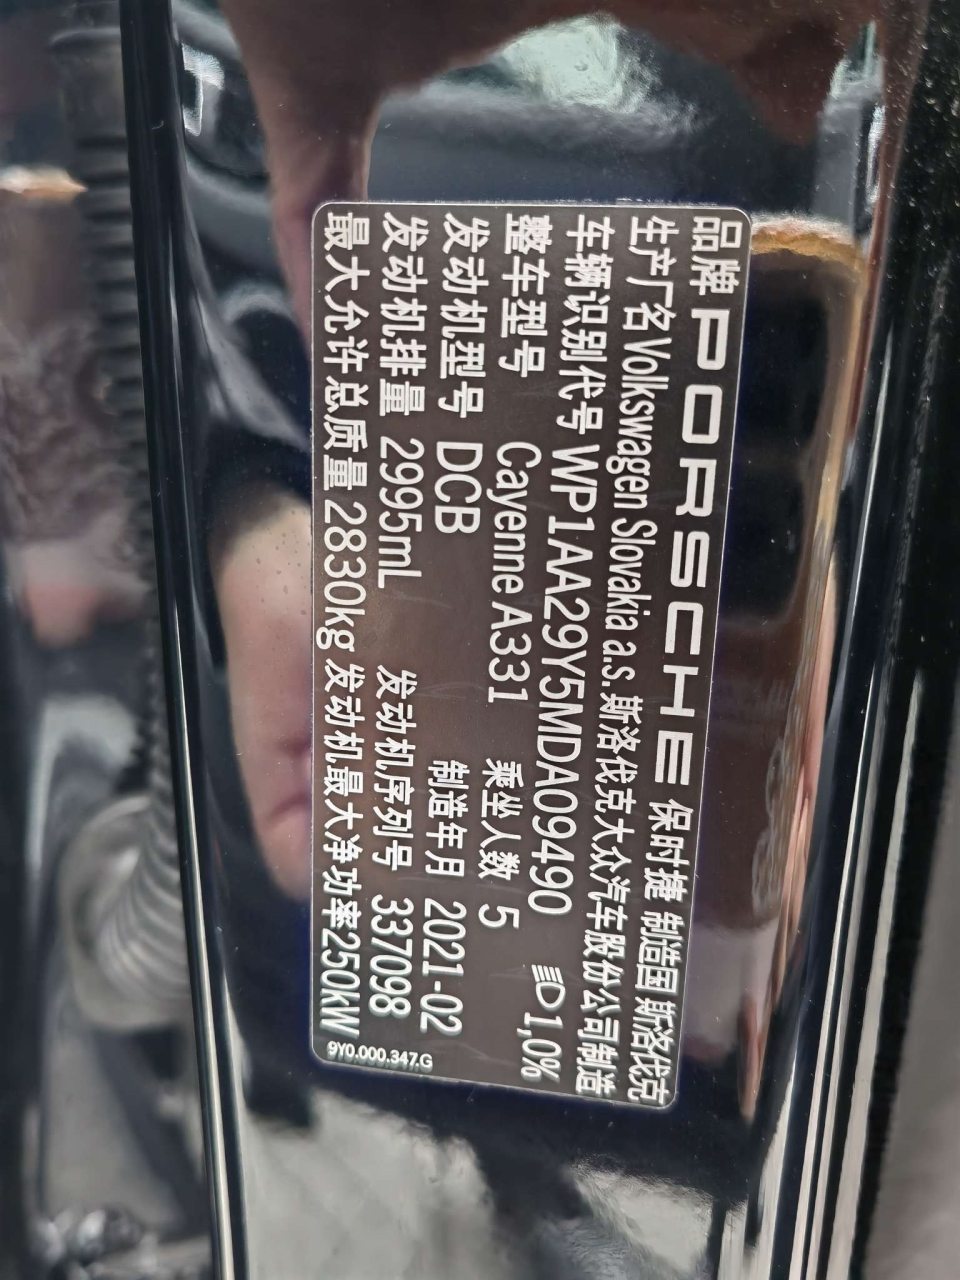 品牌 PORSCHE 保时捷 制造国 斯洛伐克
生产厂名 Volkswagen Slovakia a.s. 斯洛伐克大众汽车股份公司制造
车辆识别代号 WP1AA29Y5MDA09490 1,0%
整车型号 Cayenne A331 乘坐人数 5
发动机型号 DCB 制造年月 2021-02
发动机排量 2995mL 发动机序列号 337098
最大允许总质量 2830kg 发动机最大净功率 250kW
9Y0.000.347.G